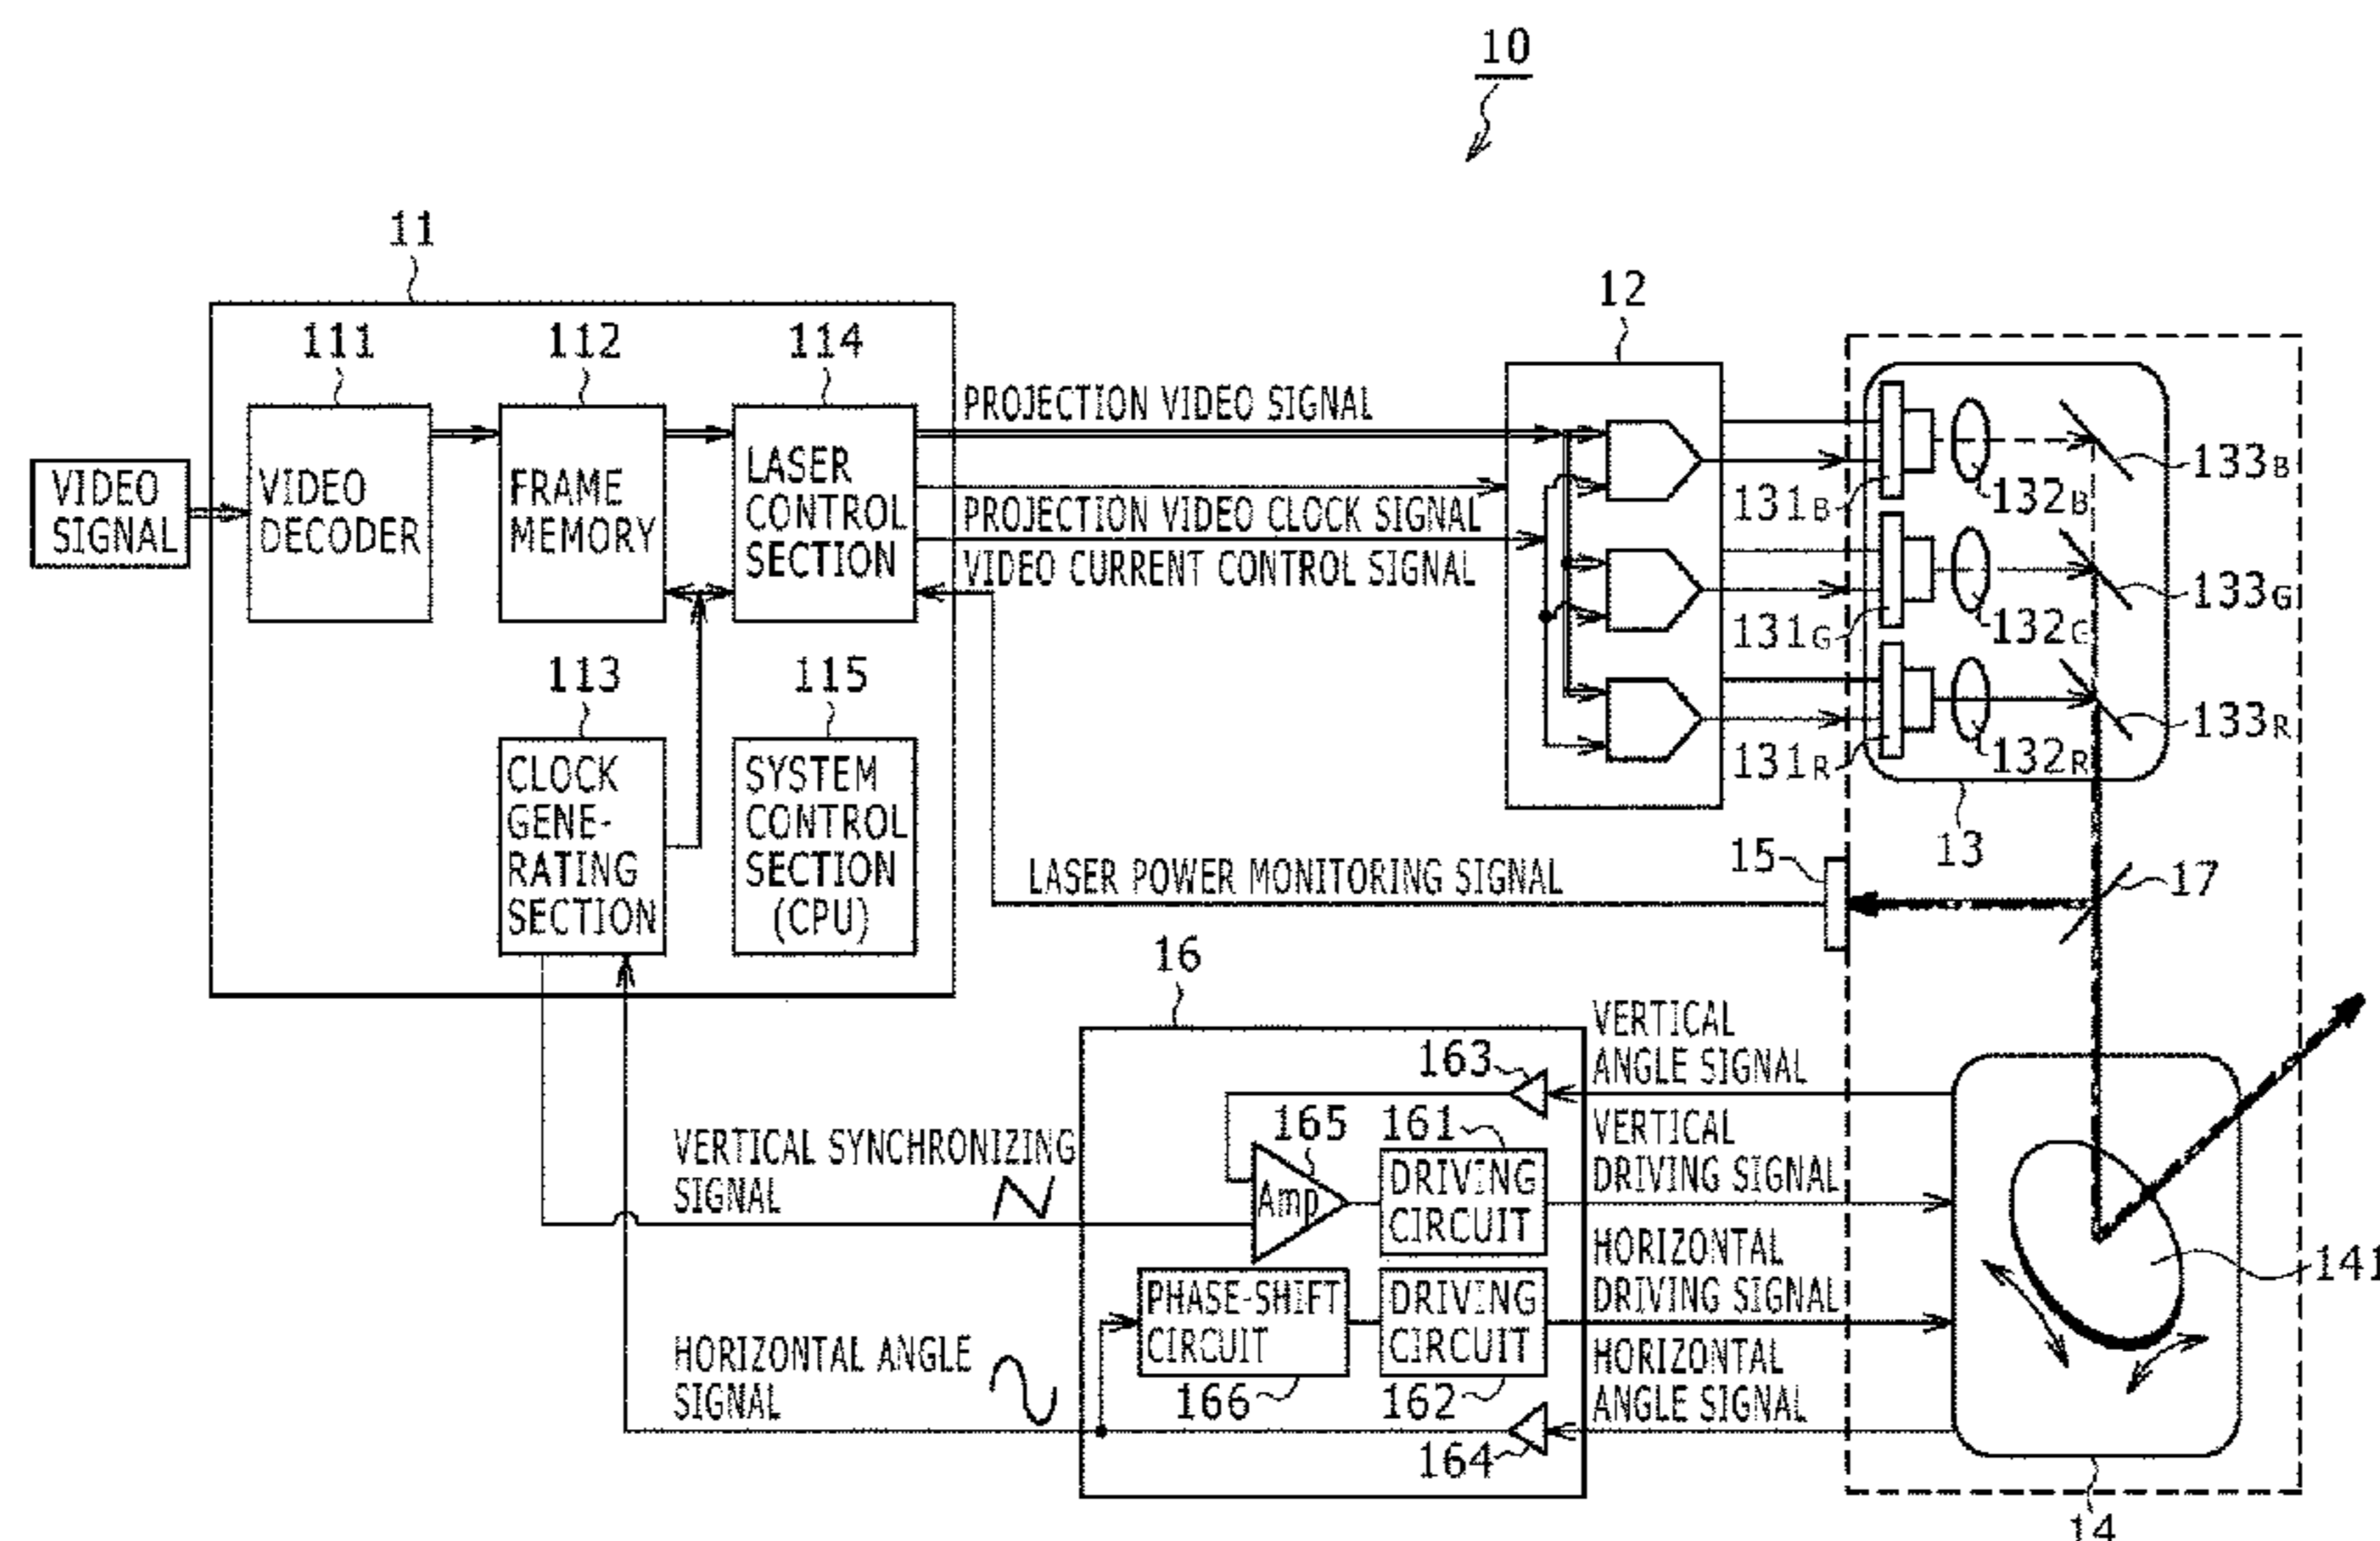 10
11
12
111
112
114
PROJECTION VIDEO SIGNAL
VIDEO
SIGNAL
VIDEO
DECODER
FRAME
MEMORY
LASER
CONTROL
SECTION
PROJECTION VIDEO CLOCK SIGNAL
VIDEO CURRENT CONTROL SIGNAL
131B
132B
133B
131G
132G
133G
131R
132R
133R
13
113
115
CLOCK
GENE-
RATING
SECTION
SYSTEM
CONTROL
SECTION
(CPU)
LASER POWER MONITORING SIGNAL
15
17
16
VERTICAL
ANGLE SIGNAL
163
165
161
VERTICAL
DRIVING SIGNAL
VERTICAL SYNCHRONIZING
SIGNAL
Amp
DRIVING
CIRCUIT
HORIZONTAL
DRIVING SIGNAL
141
PHASE-SHIFT
CIRCUIT
DRIVING
CIRCUIT
HORIZONTAL ANGLE
SIGNAL
166
162
HORIZONTAL
ANGLE SIGNAL
164
14